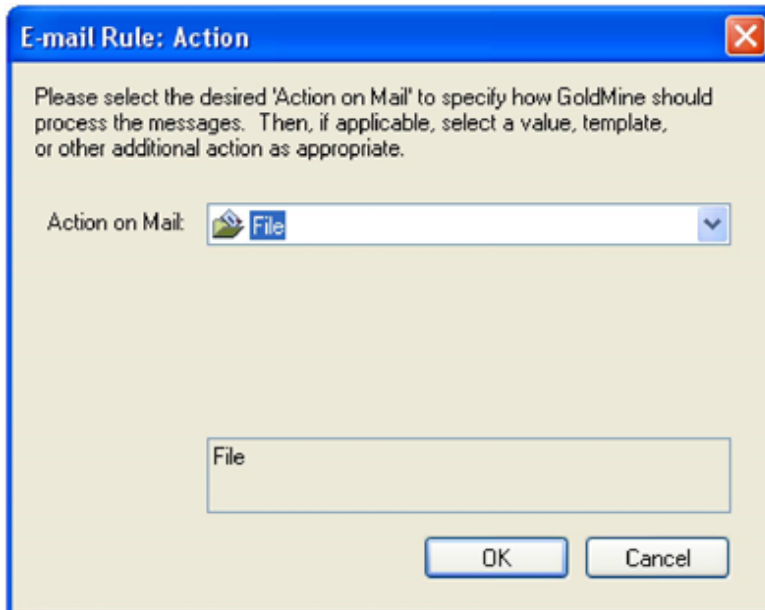 E-mail Rule: Action
Please select the desired 'Action on Mail' to specify how GoldMine should
process the messages. Then, if applicable, select a value, template,
or other additional action as appropriate.
Action on Mail: File
File
OK Cancel